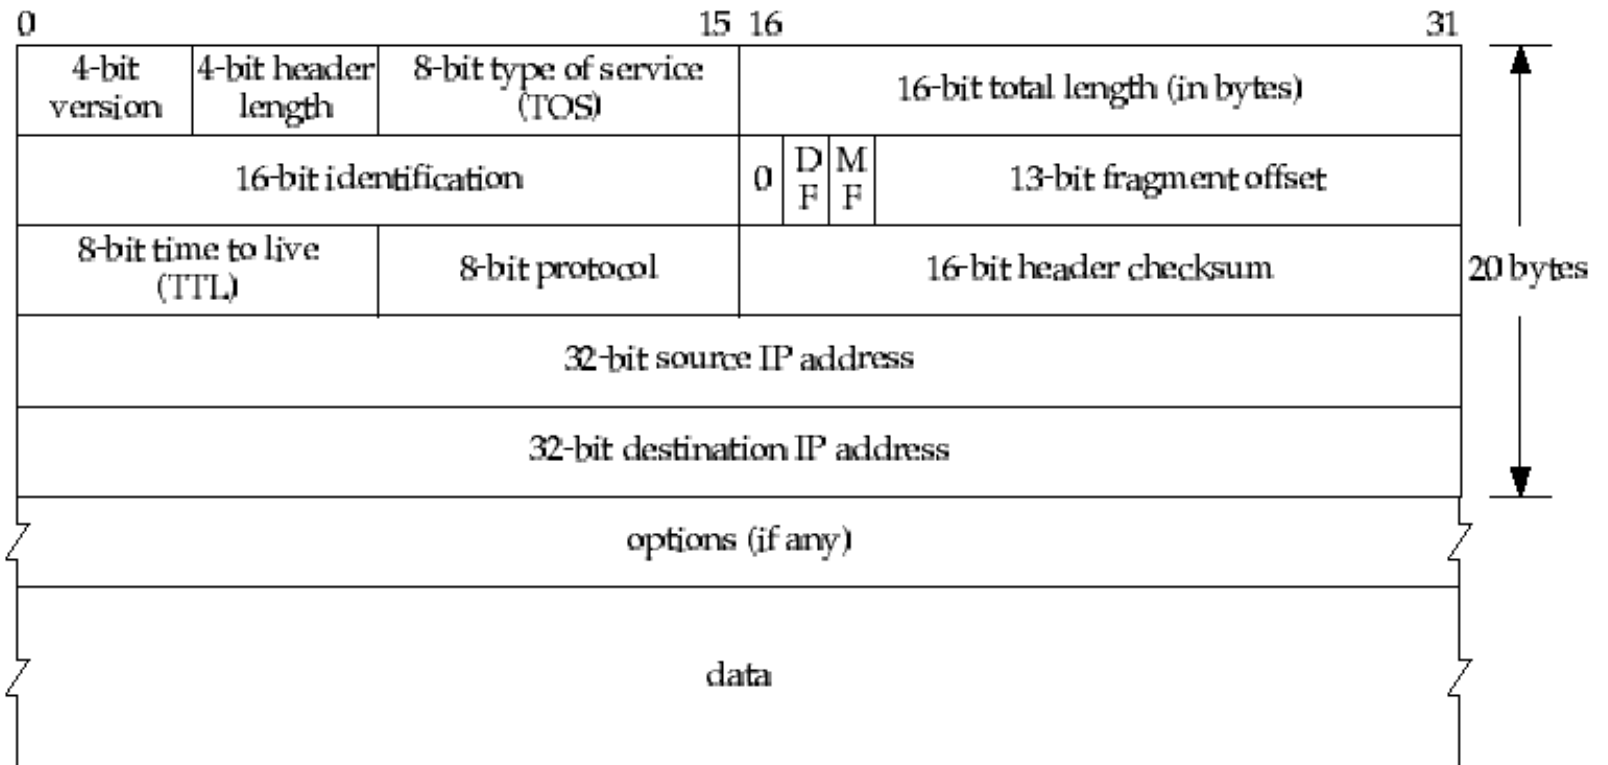 0 15 16 31
4-bit version 4-bit header length 8-bit type of service (TOS) 16-bit total length (in bytes)
16-bit identification 0 DF MF 13-bit fragment offset
8-bit time to live (TTL) 8-bit protocol 16-bit header checksum 20 bytes
32-bit source IP address
32-bit destination IP address
options (if any)
data